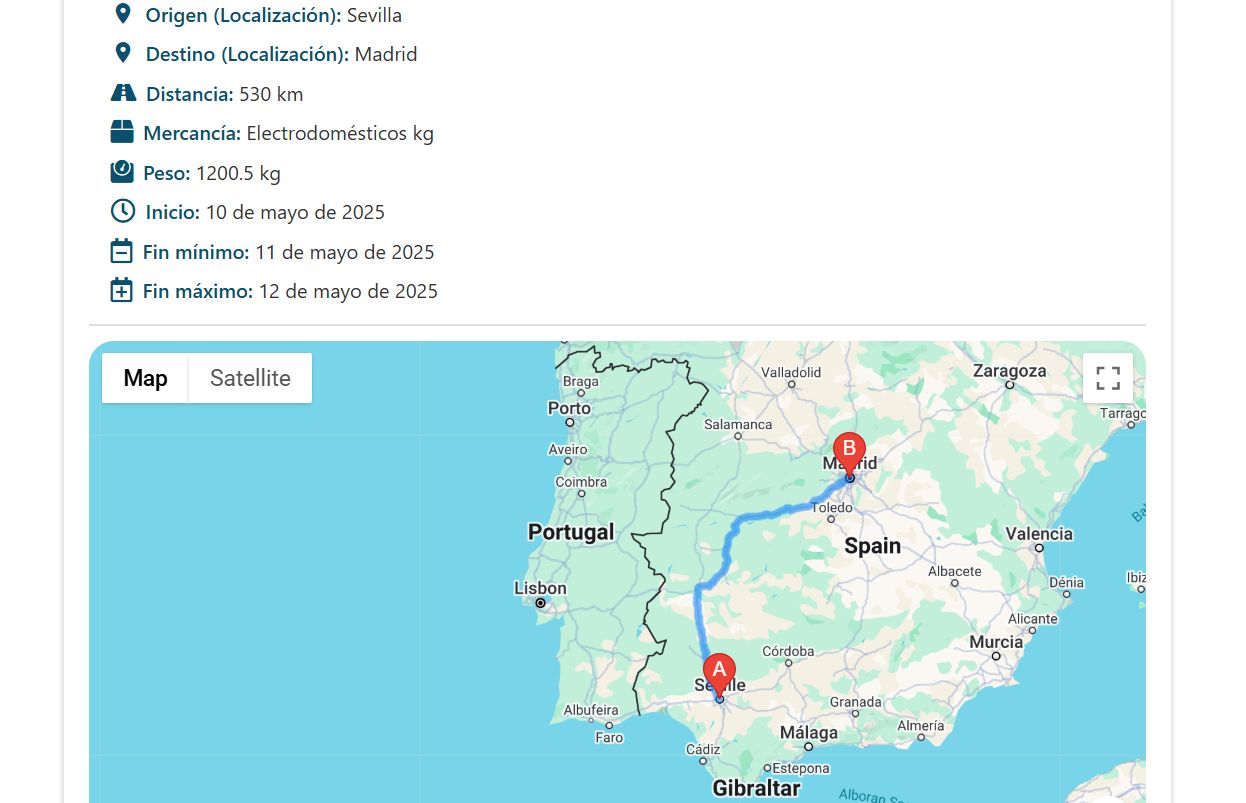 Origen (Localización): Sevilla
Destino (Localización): Madrid
Distancia: 530 km
Mercancía: Electrodomésticos kg
Peso: 1200.5 kg
Inicio: 10 de mayo de 2025
Fin mínimo: 11 de mayo de 2025
Fin máximo: 12 de mayo de 2025
Map
Satellite
Valladolid
Zaragoza
Braga
Porto
Tarrago
Salamanca
B
Aveiro
Madrid
Coimbra
Toledo
Ba
Portugal
Spain
Valencia
Albacete
Lisbon
Dénia
Ibiz
Alicante
Murcia
Córdoba
A
Seville
Granada
Albufeira
Almería
Málaga
Faro
Cádiz
Estepona
Gibraltar
Alboran Se